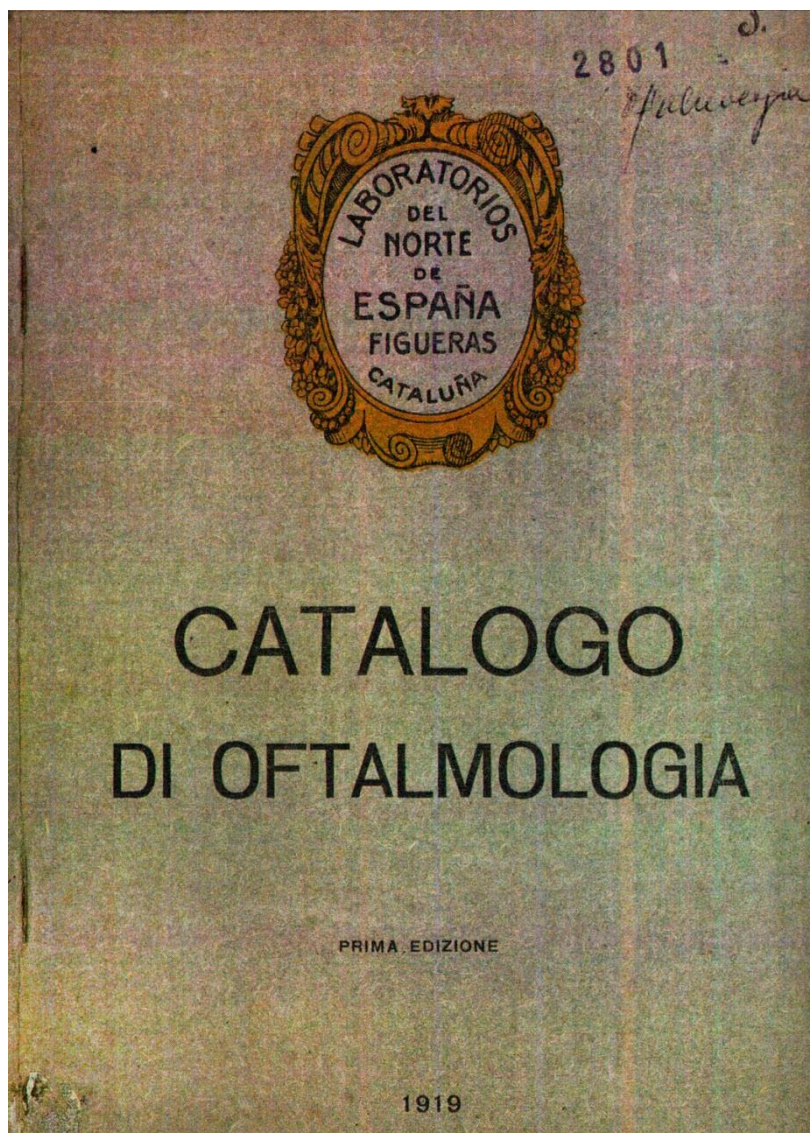 2801
LABORATORIOS
DEL
NORTE
DE
ESPAÑA
FIGUERAS
CATALUÑA
CATALOGO
DI OFTALMOLOGIA
PRIMA EDIZIONE
1919